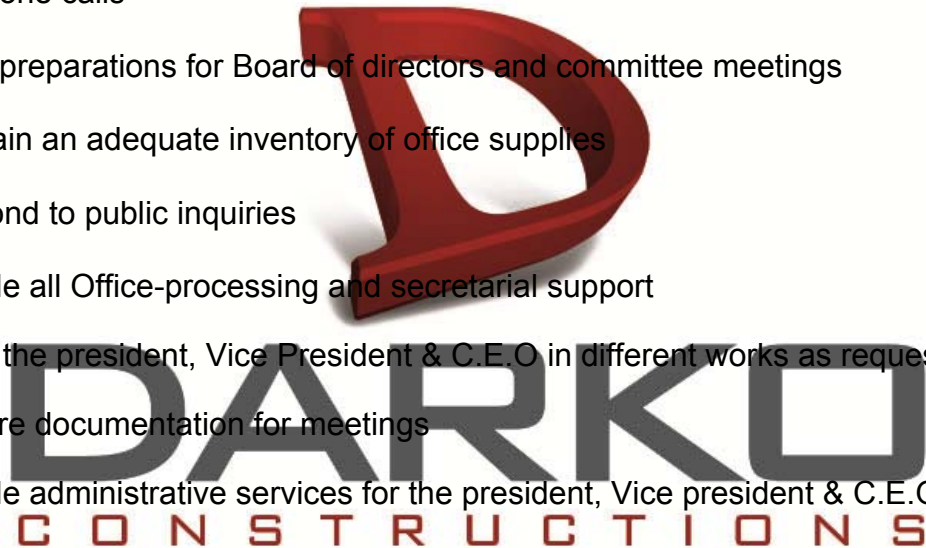 one calls
preparations for Board of directors and committee meetings
ain an adequate inventory of office supplies
ond to public inquiries
le all Office-processing and secretarial support
the president, Vice President & C.E.O in different works as reques
re documentation for meetings
le administrative services for the president, Vice president & C.E.O
D
DARKO
CONSTRUCTIONS